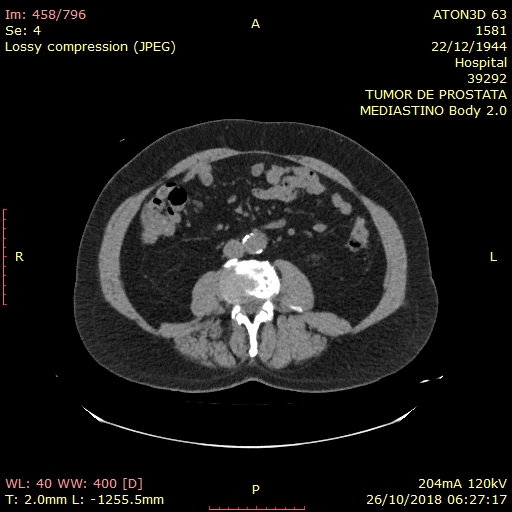 Im: 458/796
Se: 4
Lossy compression (JPEG)
A
ATON3D 63
1581
22/12/1944
Hospital
39292
TUMOR DE PROSTATA
MEDIASTINO Body 2.0
R
L
WL: 40 WW: 400 [D]
T: 2.0mm L: -1255.5mm
P
204mA 120kV
26/10/2018 06:27:17